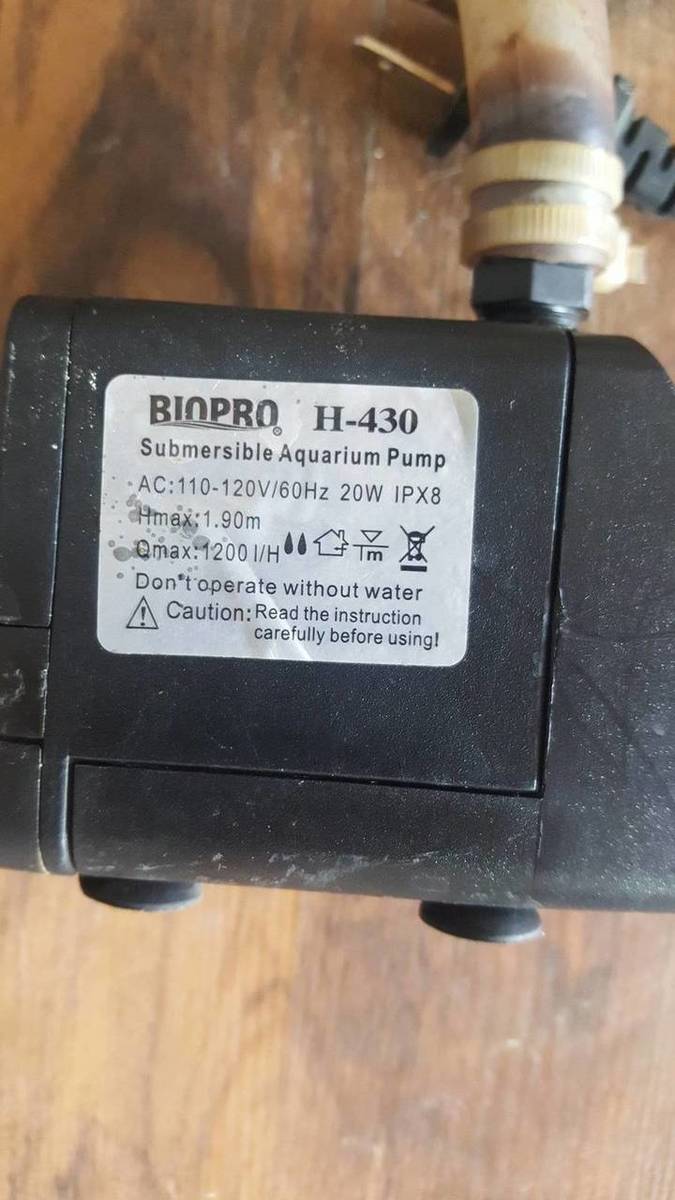 BIOPRO® H-430
Submersible Aquarium Pump
AC:110-120V/60Hz 20W IPX8
Hmax:1.90m
Qmax:1200 l/H
m
Don't operate without water
Caution: Read the instruction
carefully before using!